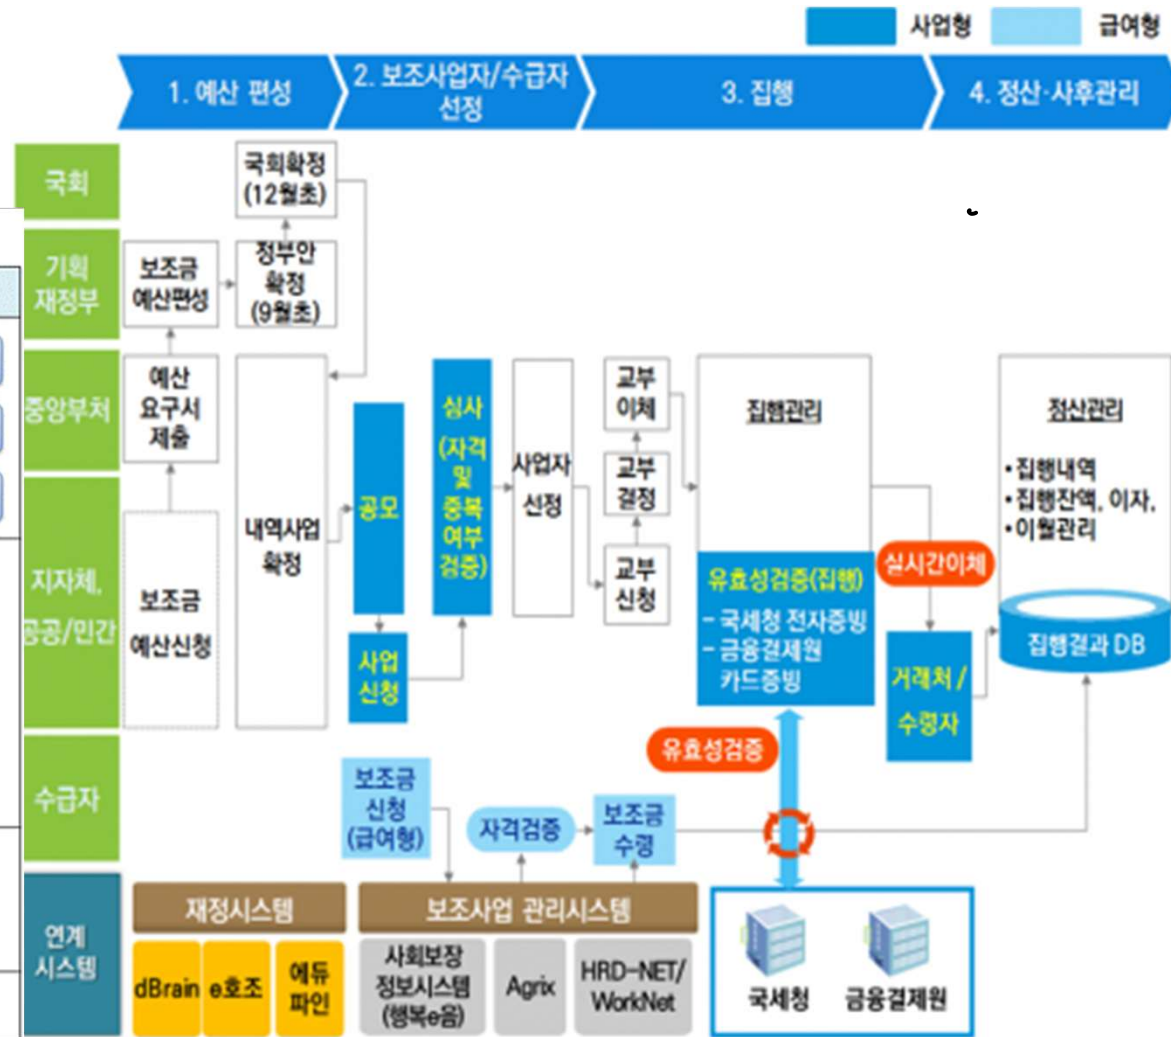 사업형
급여형
1. 예산 편성
2. 보조사업자/수급자
선정
3. 집행
4. 정산·사후관리
국회
국회확정
(12월초)
기획
재정부
보조금
예산편성
정부안
확정
(9월초)
중앙부처
예산
요구서
제출
지자체,
공공/민간
보조금
예산신청
내역사업
확정
공모
사업
신청
심사
(자격
및
중복
여부
검증)
사업자
선정
교부
이체
교부
결정
교부
신청
집행관리
유효성검증(집행)
- 국세청 전자증빙
- 금융결제원
카드증빙
실시간이체
거래처 /
수령자
정산관리
• 집행내역
• 집행잔액, 이자,
• 이월관리
집행결과 DB
유효성검증
수급자
보조금
신청
(급여형)
자격검증
보조금
수령
연계
시스템
재정시스템
dBrain
e호조
에듀
파인
보조사업 관리시스템
사회보장
정보시스템
(행복e음)
Agrix
HRD-NET/
WorkNet
국세청
금융결제원